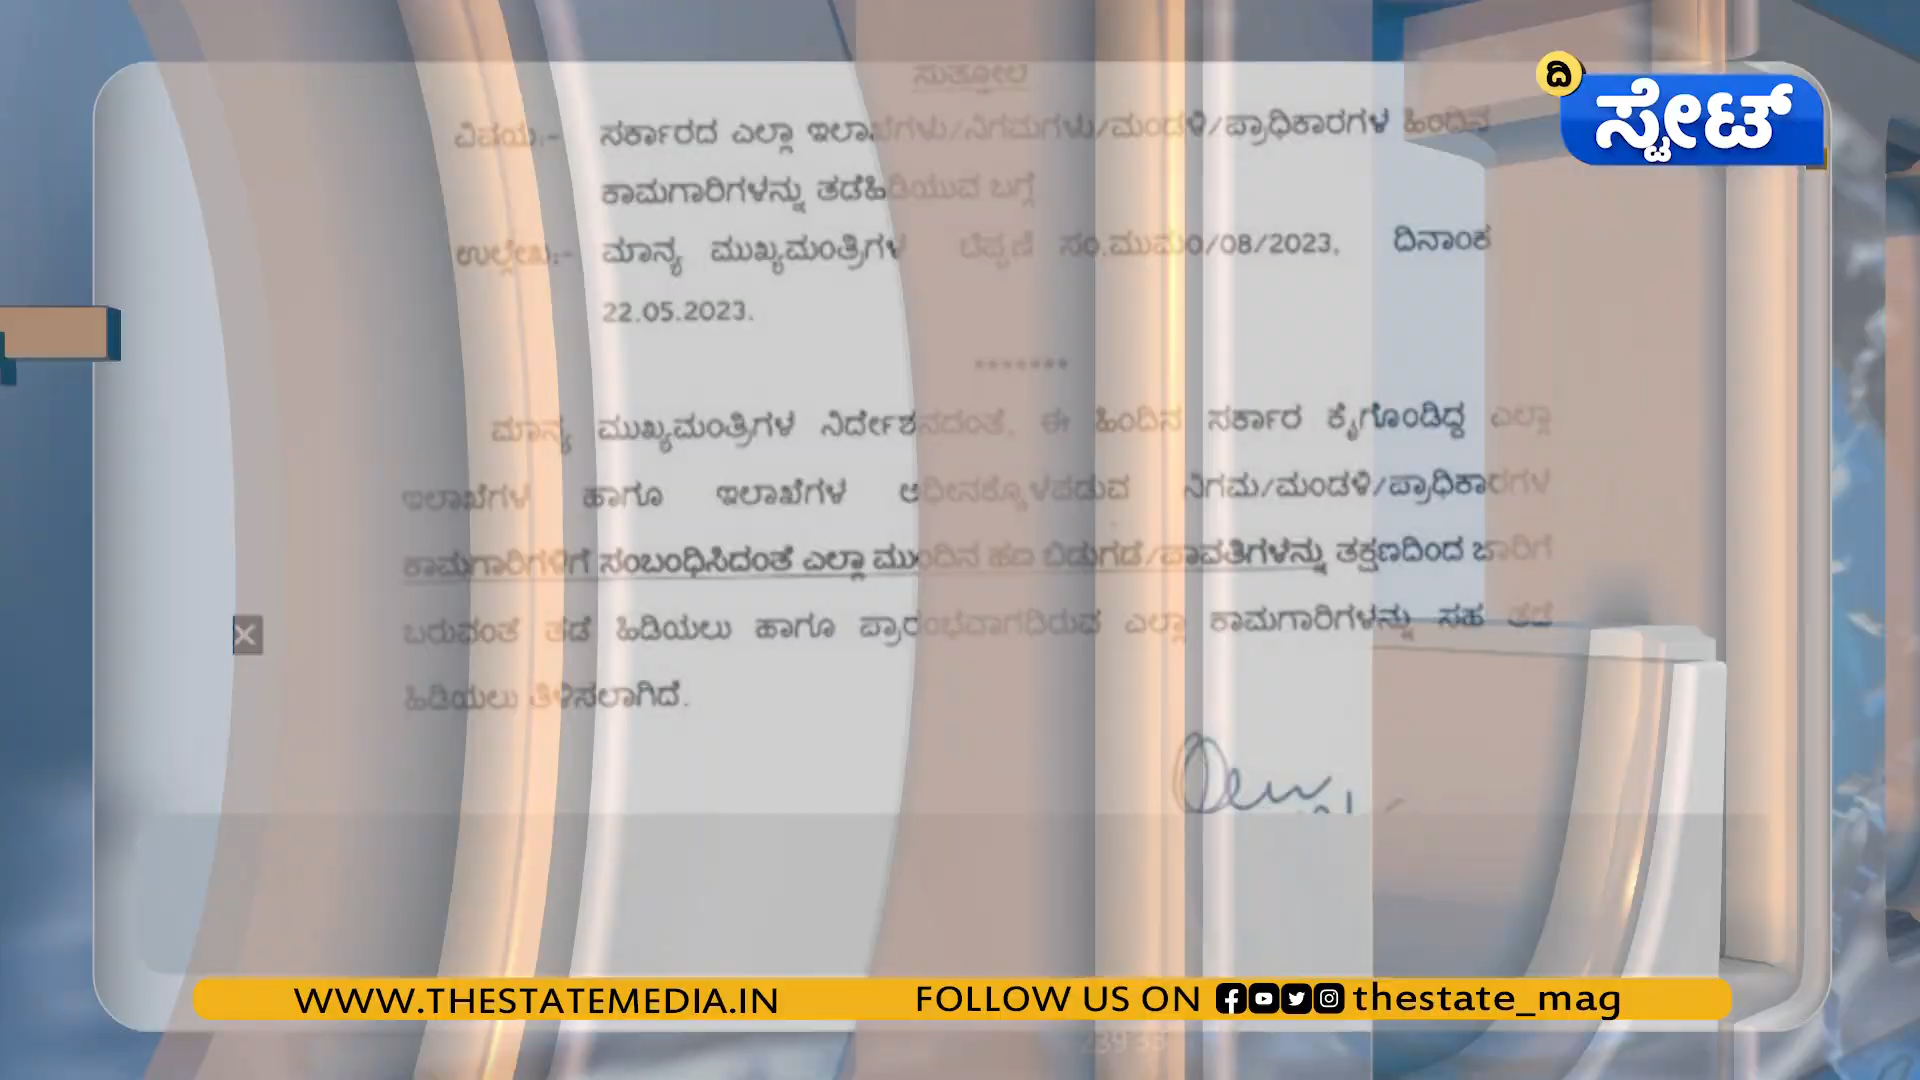 ಸುತ್ತೋಲೆ
ದಿ
ಸ್ಟೇಟ್
ವಿಷಯ:- ಸರ್ಕಾರದ ಎಲ್ಲಾ ಇಲಾಖೆಗಳು/ನಿಗಮಗಳು/ಮಂಡಳಿ/ಪ್ರಾಧಿಕಾರಗಳ ಹಿಂದಿನ
ಕಾಮಗಾರಿಗಳನ್ನು ತಡೆಹಿಡಿಯುವ ಬಗ್ಗೆ
ಉಲ್ಲೇಖ:- ಮಾನ್ಯ ಮುಖ್ಯಮಂತ್ರಿಗಳ ಟಿಪ್ಪಣಿ ಸಂ.ಮುಮಂ/08/2023, ದಿನಾಂಕ
22.05.2023.
*******
ಮಾನ್ಯ ಮುಖ್ಯಮಂತ್ರಿಗಳ ನಿರ್ದೇಶನದಂತೆ, ಈ ಹಿಂದಿನ ಸರ್ಕಾರ ಕೈಗೊಂಡಿದ್ದ ಎಲ್ಲಾ
ಇಲಾಖೆಗಳ ಹಾಗೂ ಇಲಾಖೆಗಳ ಅಧೀನಕ್ಕೊಳಪಡುವ ನಿಗಮ/ಮಂಡಳಿ/ಪ್ರಾಧಿಕಾರಗಳ
ಕಾಮಗಾರಿಗಳಿಗೆ ಸಂಬಂಧಿಸಿದಂತೆ ಎಲ್ಲಾ ಮುಂದಿನ ಹಣ ಬಿಡುಗಡೆ/ಪಾವತಿಗಳನ್ನು ತಕ್ಷಣದಿಂದ ಜಾರಿಗೆ
ಬರುವಂತೆ ತಡೆ ಹಿಡಿಯಲು ಹಾಗೂ ಪ್ರಾರಂಭವಾಗದಿರುವ ಎಲ್ಲಾ ಕಾಮಗಾರಿಗಳನ್ನು ಸಹ ತಡೆ
ಹಿಡಿಯಲು ತಿಳಿಸಲಾಗಿದೆ.
WWW.THESTATEMEDIA.IN FOLLOW US ON thestate_mag